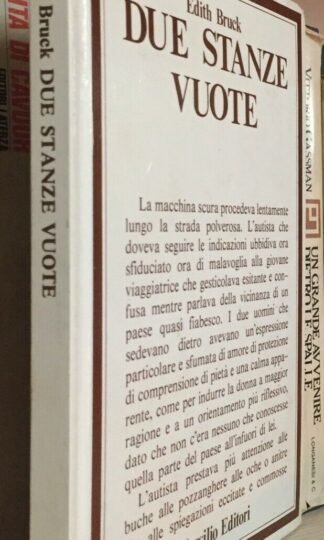 VITA DI CAVOUR
EDITORI LATERZA
Bruck DUE STANZE VUOTE
Edith Bruck
DUE STANZE
VUOTE
La macchina scura procedeva lentamente
lungo la strada polverosa. L'autista che
doveva seguire le indicazioni ubbidiva ora
sfiduciato ora di malavoglia alla giovane
viaggiatrice che gesticolava esitante e con-
fusa mentre parlava della vicinanza di un
paese quasi fiabesco. I due uomini che
sedevano dietro avevano un'espressione
particolare e sfumata di amore di protezione
di comprensione di pietà e una calma appa-
rente, come per indurre la donna a maggior
ragione e a un orientamento più riflessivo,
dato che non c'era nessuno che conoscesse
quella parte del paese all'infuori di lei.
L'autista prestava più attenzione alle
buche alle pozzanghere alle oche o anitre
alle spiegazioni eccitate e commosse
silio Editori
VITTORIO GASSMAN
UN GRANDE AVVENIRE
DIETRO LE SPALLE
LONGANESI & C